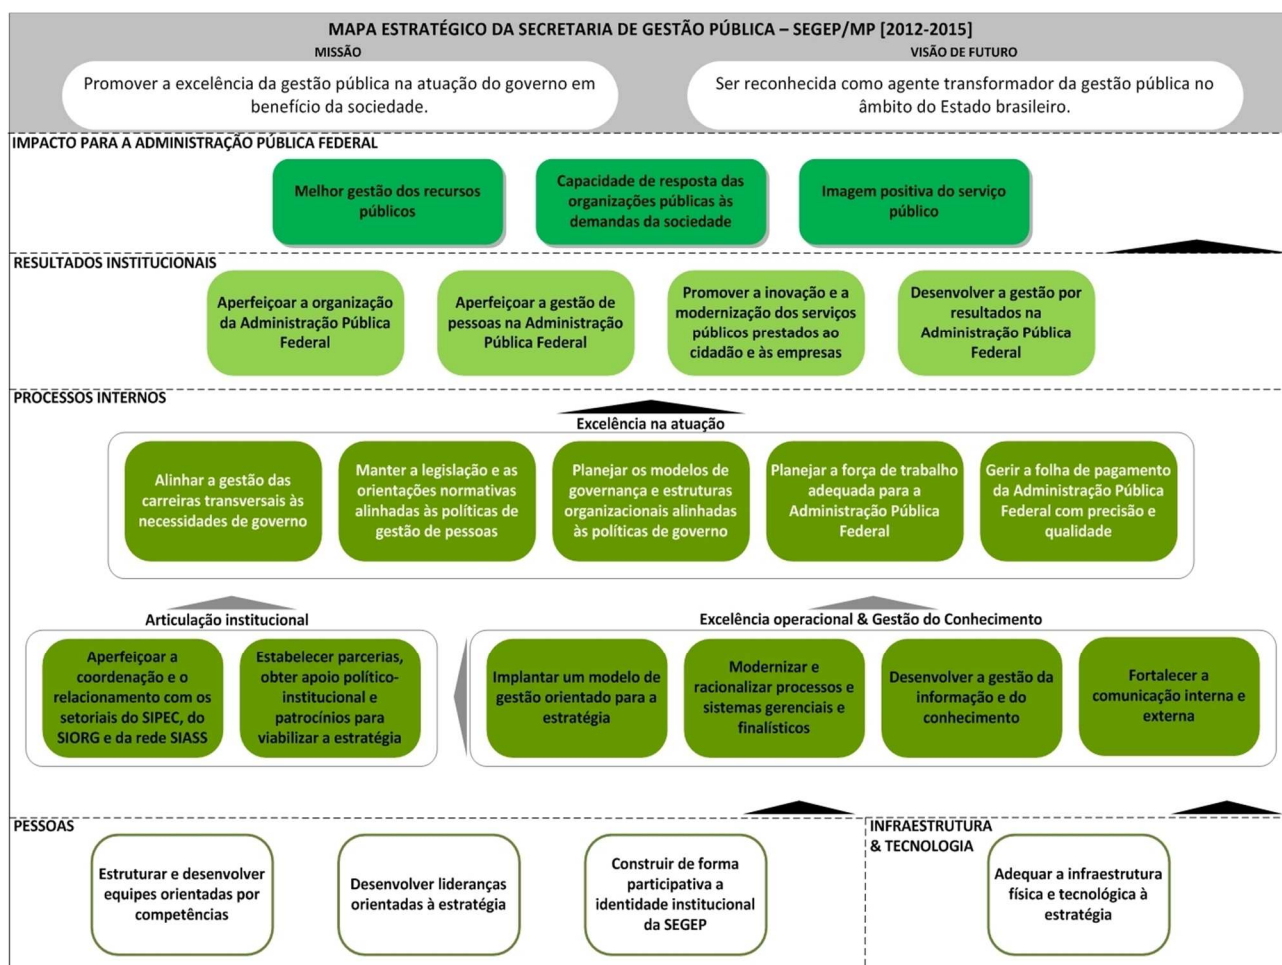 MAPA ESTRATÉGICO DA SECRETARIA DE GESTÃO PÚBLICA – SEGEP/MP [2012-2015]
MISSÃO
Promover a excelência da gestão pública na atuação do governo em
benefício da sociedade.
VISÃO DE FUTURO
Ser reconhecida como agente transformador da gestão pública no
âmbito do Estado brasileiro.
IMPACTO PARA A ADMINISTRAÇÃO PÚBLICA FEDERAL
Melhor gestão dos recursos
públicos
Capacidade de resposta das
organizações públicas às
demandas da sociedade
Imagem positiva do serviço
público
RESULTADOS INSTITUCIONAIS
Aperfeiçoar a organização
da Administração Pública
Federal
Aperfeiçoar a gestão de
pessoas na Administração
Pública Federal
Promover a inovação e a
modernização dos serviços
públicos prestados ao
cidadão e às empresas
Desenvolver a gestão por
resultados na
Administração Pública
Federal
PROCESSOS INTERNOS
Excelência na atuação
Alinhar a gestão das
carreiras transversais às
necessidades de governo
Manter a legislação e as
orientações normativas
alinhadas às políticas de
gestão de pessoas
Planejar os modelos de
governança e estruturas
organizacionais alinhadas
às políticas de governo
Planejar a força de trabalho
adequada para a
Administração Pública
Federal
Gerir a folha de pagamento
da Administração Pública
Federal com precisão e
qualidade
Articulação institucional
Aperfeiçoar a
coordenação e o
relacionamento com os
setoriais do SIPEC, do
SIORG e da rede SIASS
Estabelecer parcerias,
obter apoio político-
institucional e
patrocínios para
viabilizar a estratégia
Excelência operacional & Gestão do Conhecimento
Implantar um modelo de
gestão orientado para a
estratégia
Modernizar e
racionalizar processos e
sistemas gerenciais e
finalísticos
Desenvolver a gestão da
informação e do
conhecimento
Fortalecer a
comunicação interna e
externa
PESSOAS
Estruturar e desenvolver
equipes orientadas por
competências
Desenvolver lideranças
orientadas à estratégia
Construir de forma
participativa a
identidade institucional
da SEGEP
INFRAESTRUTURA
& TECNOLOGIA
Adequar a infraestrutura
física e tecnológica à
estratégia